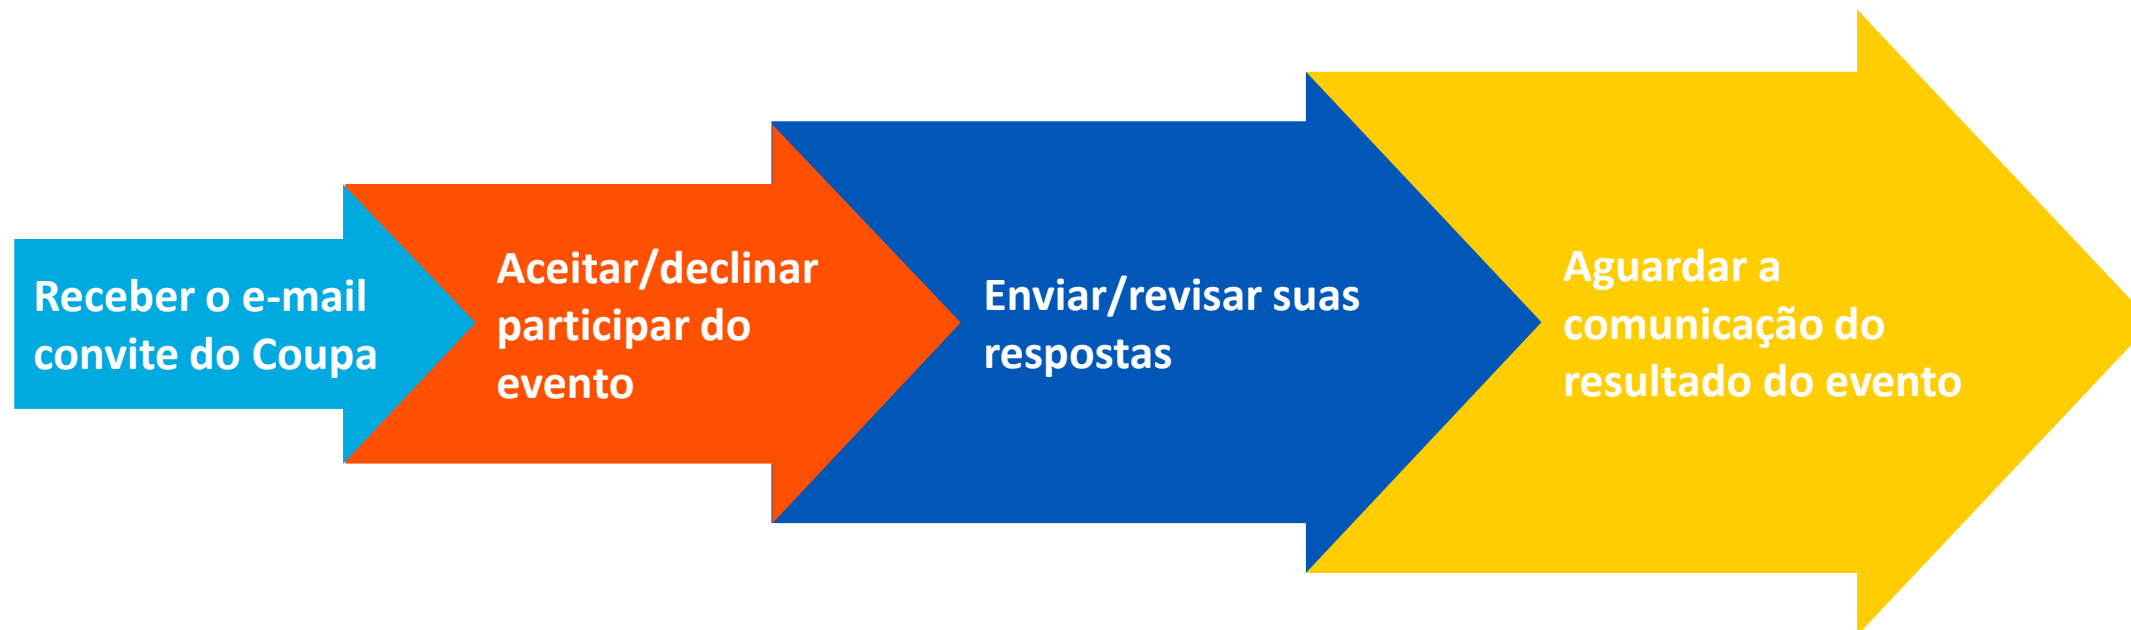 Receber o e-mail
convite do Coupa
Aceitar/declinar
participar do
evento
Enviar/revisar suas
respostas
Aguardar a
comunicação do
resultado do evento